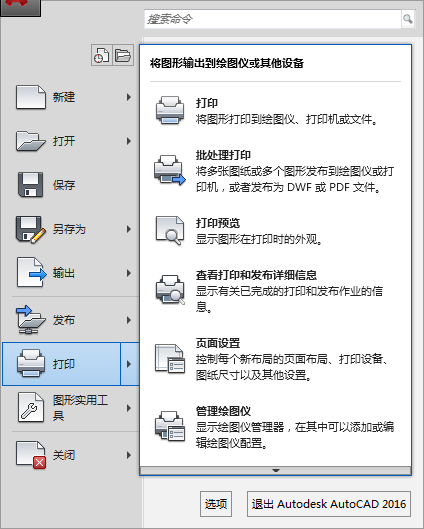 搜索命令
新建
打开
保存
另存为
输出
发布
打印
图形实用工
具
关闭
将图形输出到绘图仪或其他设备
打印
将图形打印到绘图仪、打印机或文件。
批处理打印
将多张图纸或多个图形发布到绘图仪或打
印机，或者发布为 DWF 或 PDF 文件。
打印预览
显示图形在打印时的外观。
查看打印和发布详细信息
显示有关已完成的打印和发布作业的信
息。
页面设置
控制每个新布局的页面布局、打印设备、
图纸尺寸以及其他设置。
管理绘图仪
显示绘图仪管理器，在其中可以添加或编
辑绘图仪配置。
选项
退出 Autodesk AutoCAD 2016